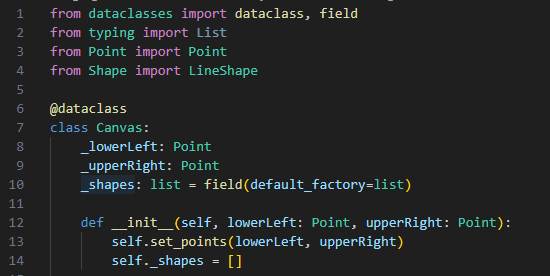 1 from dataclasses import dataclass, field
2 from typing import List
3 from Point import Point
4 from Shape import LineShape
5
6 @dataclass
7 class Canvas:
8     _lowerLeft: Point
9     _upperRight: Point
10     _shapes: list = field(default_factory=list)
11
12     def __init__(self, lowerLeft: Point, upperRight: Point):
13         self.set_points(lowerLeft, upperRight)
14         self._shapes = []